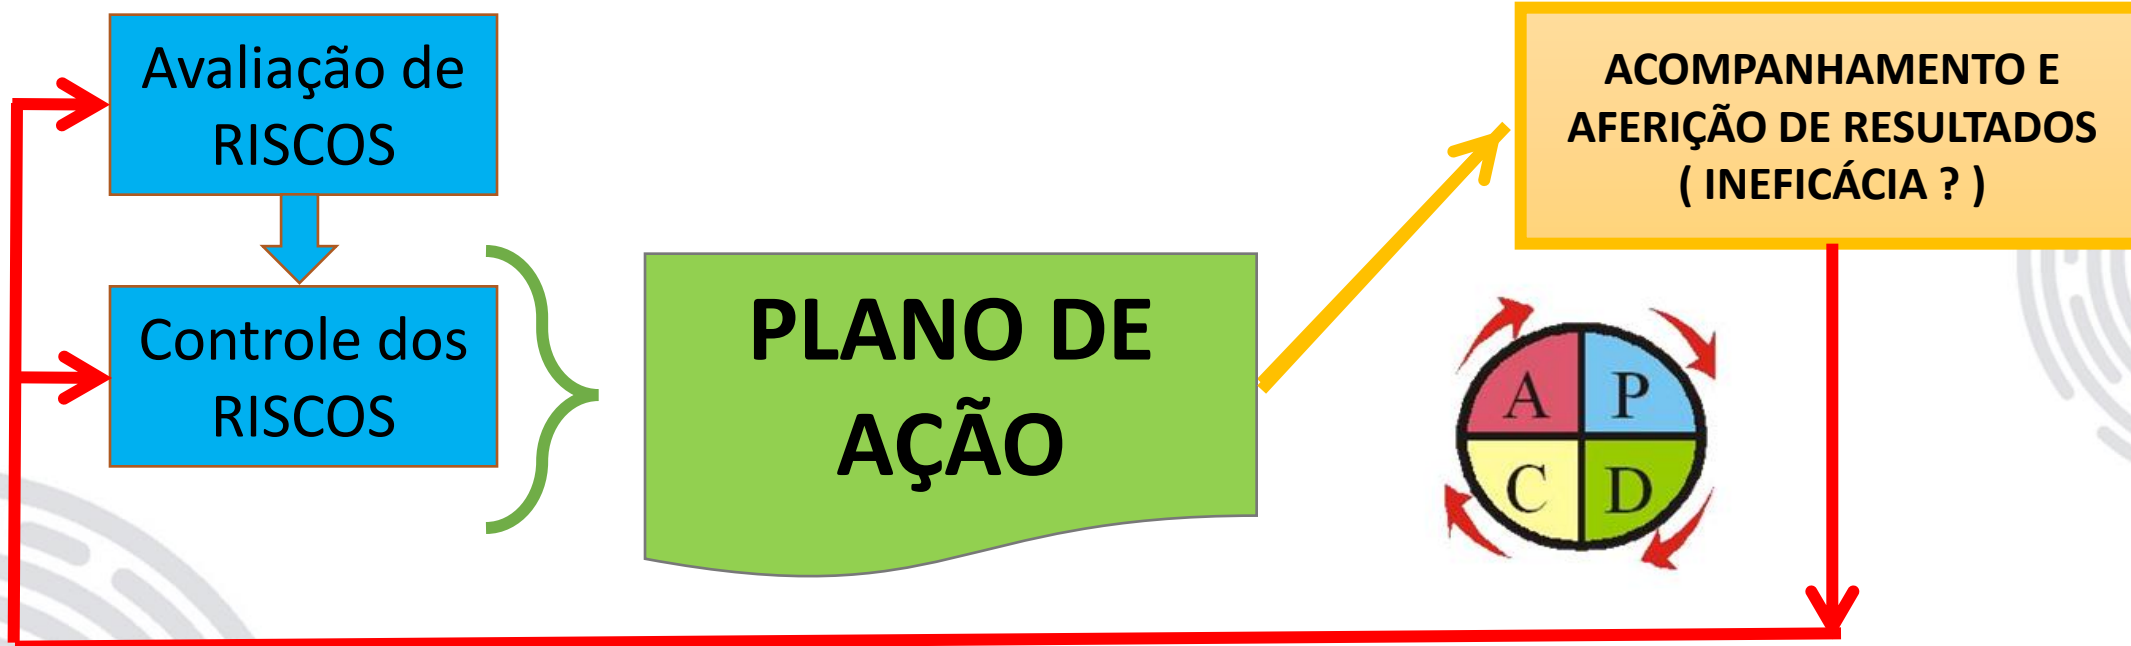 Avaliação de
RISCOS
Controle dos
RISCOS
PLANO DE
AÇÃO
ACOMPANHAMENTO E
AFERIÇÃO DE RESULTADOS
( INEFICÁCIA ? )
A P
C D